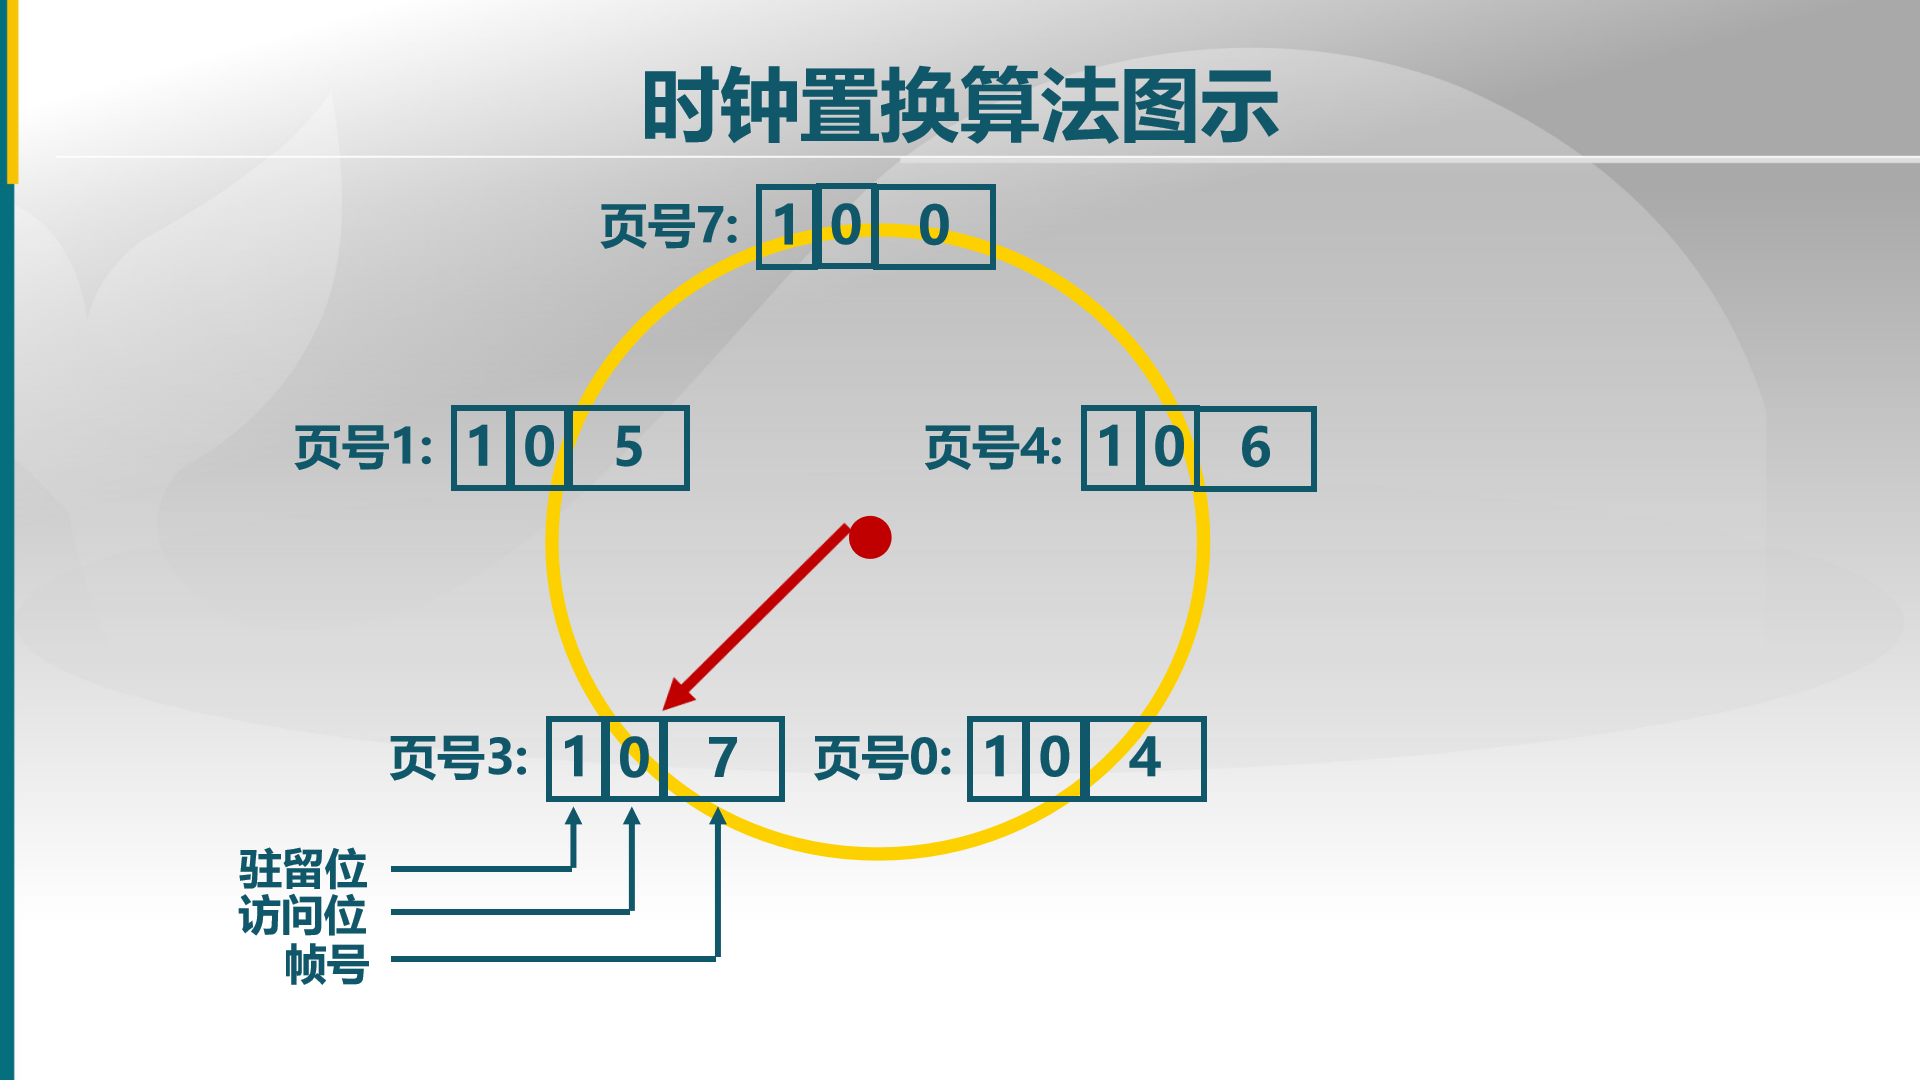 时钟置换算法图示
页号7: 1 0 0
页号1: 1 0 5
页号4: 1 0 6
页号3: 1 0 7
页号0: 1 0 4
驻留位
访问位
帧号